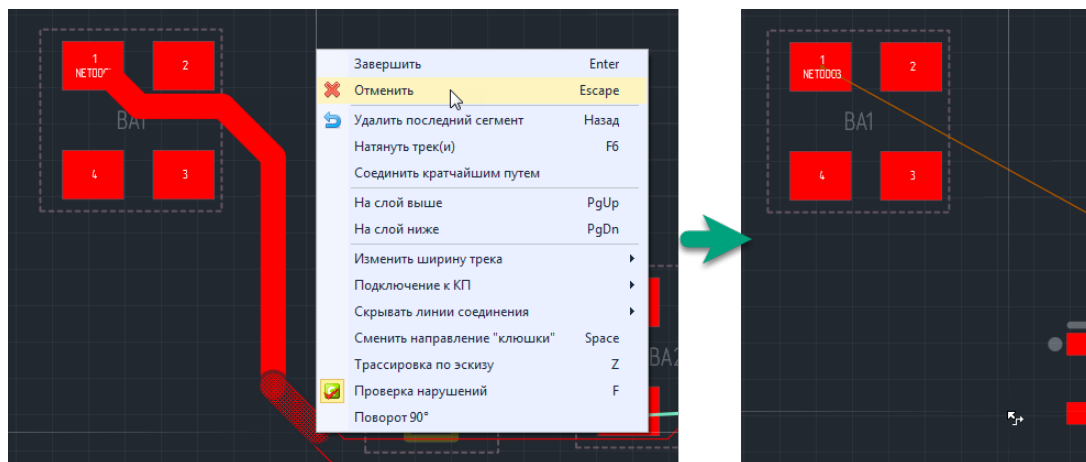 1
NETD0
2
BA1
4
3
Завершить Enter
Отменить Escape
Удалить последний сегмент Назад
Натянуть трек(и) F6
Соединить кратчайшим путем
На слой выше PgUp
На слой ниже PgDn
Изменить ширину трека
Подключение к КП
Скрывать линии соединения
Сменить направление "клюшки" Space
Трассировка по эскизу Z
Проверка нарушений F
Поворот 90°
BA2
1
NET0003
2
BA1
4
3